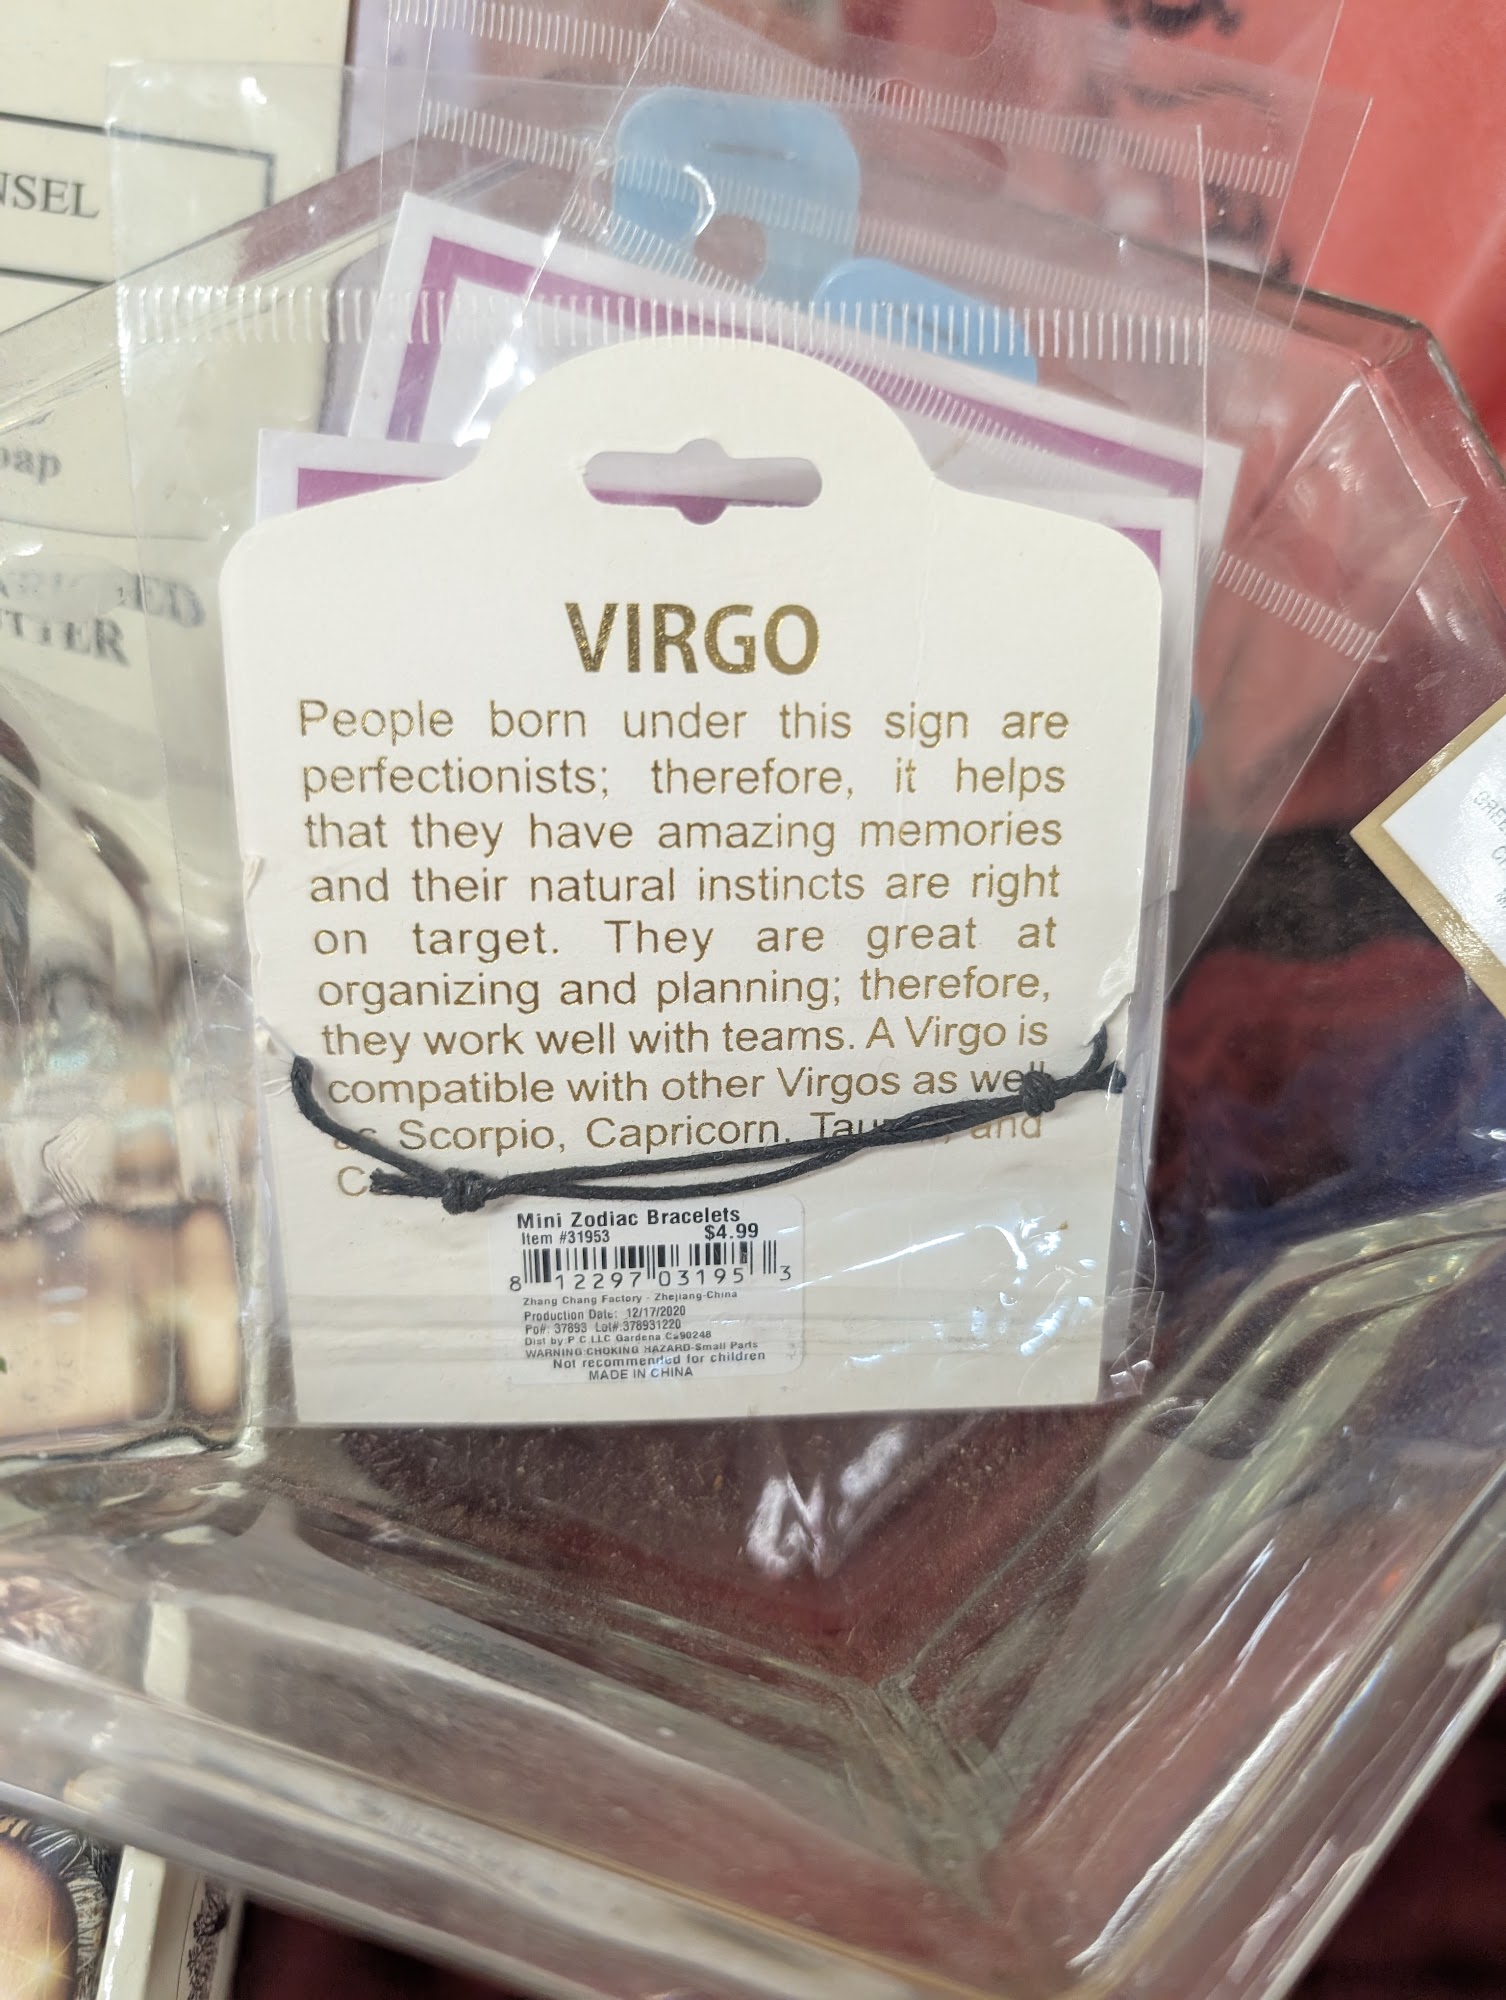 NSEL
VIRGO
People born under this sign are
perfectionists; therefore, it helps
that they have amazing memories
and their natural instincts are right
on target. They are great at
organizing and planning; therefore,
they work well with teams. A Virgo is
compatible with other Virgos as well
as Scorpio, Capricorn, and
Mini Zodiac Bracelets
Item #31953 $4.99
8 12297 03195 3
Zhang Chang Factory - Zhejiang-China
Production Date: 12/17/2020
Po#: 37893 Lot#:378931220
Dist by P C LLC Gardena Ca90248
WARNING:CHOKING HAZARD-Small Parts
Not recommended for children
MADE IN CHINA